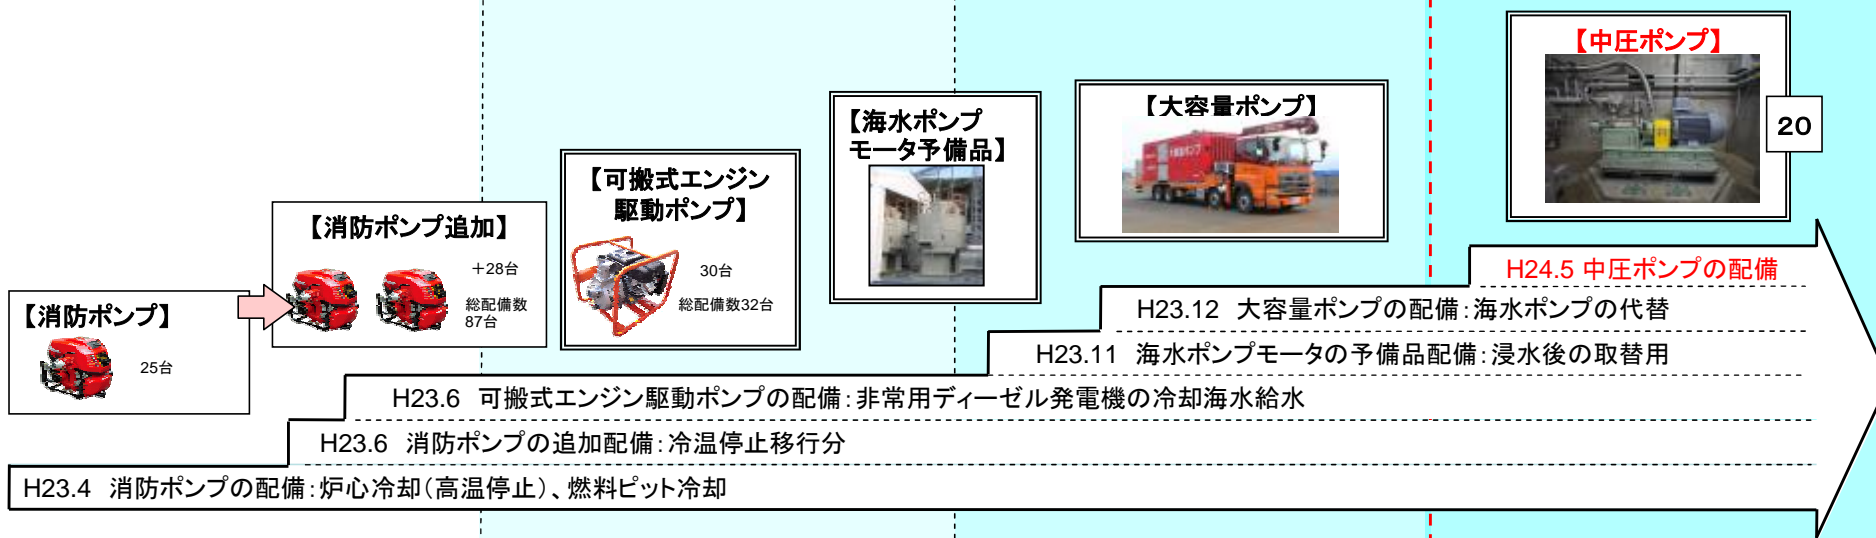 【中圧ポンプ】
20
【大容量ポンプ】
【海水ポンプ
モータ予備品】
【可搬式エンジン
駆動ポンプ】
30台
総配備数32台
【消防ポンプ追加】
+28台
総配備数
87台
【消防ポンプ】
25台
H24.5 中圧ポンプの配備
H23.12 大容量ポンプの配備:海水ポンプの代替
H23.11 海水ポンプモータの予備品配備:浸水後の取替用
H23.6 可搬式エンジン駆動ポンプの配備:非常用ディーゼル発電機の冷却海水給水
H23.6 消防ポンプの追加配備:冷温停止移行分
H23.4 消防ポンプの配備:炉心冷却(高温停止)、燃料ピット冷却